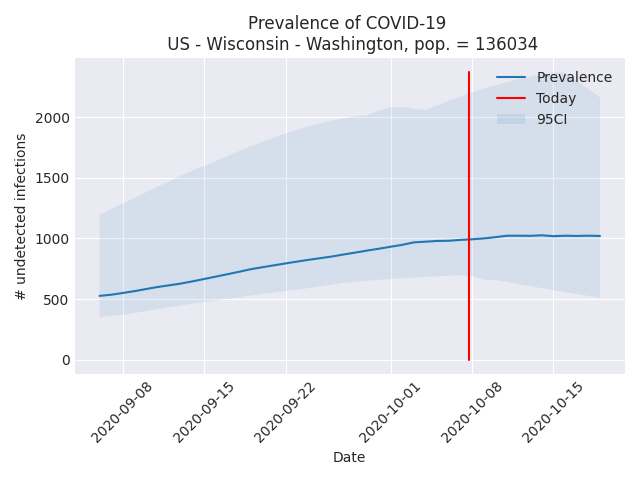 Prevalence of COVID-19
US - Wisconsin - Washington, pop. = 136034
Prevalence
Today
95CI
# undetected infections
2000
1500
1000
500
0
2020-09-08
2020-09-15
2020-09-22
2020-10-01
2020-10-08
2020-10-15
Date